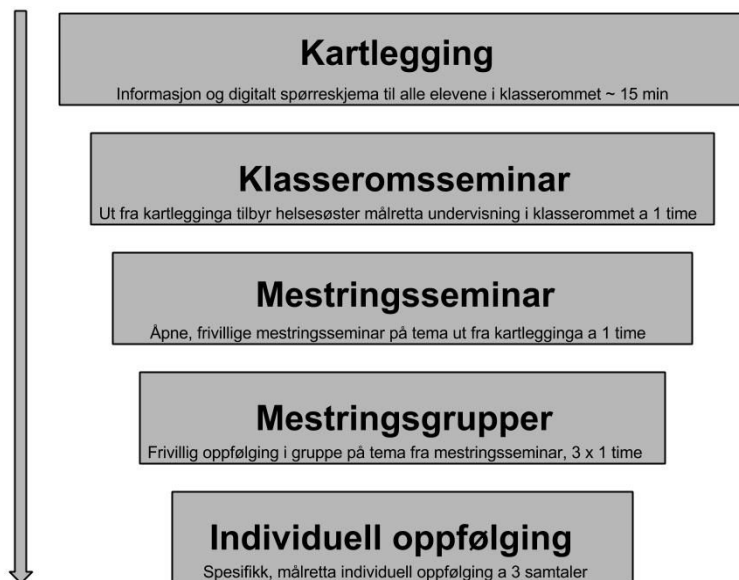 Kartlegging
Informasjon og digitalt spørreskjema til alle elevene i klasserommet ~ 15 min
Klasseromsseminar
Ut fra kartlegginga tilbyr helsesøster målretta undervisning i klasserommet a 1 time
Mestringsseminar
Åpne, frivillige mestringsseminar på tema ut fra kartlegginga a 1 time
Mestringsgrupper
Frivillig oppfølging i gruppe på tema fra mestringsseminar, 3 x 1 time
Individuell oppfølging
Spesifikk, målretta individuell oppfølging a 3 samtaler